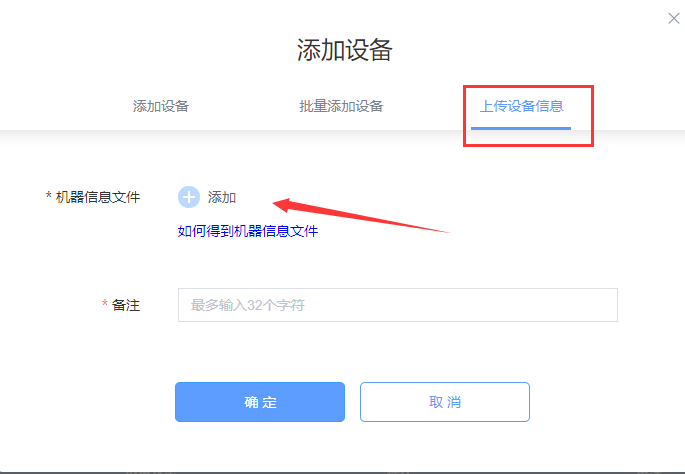 添加设备
添加设备
批量添加设备
上传设备信息
* 机器信息文件
添加
如何得到机器信息文件
* 备注
最多输入32个字符
确 定
取 消